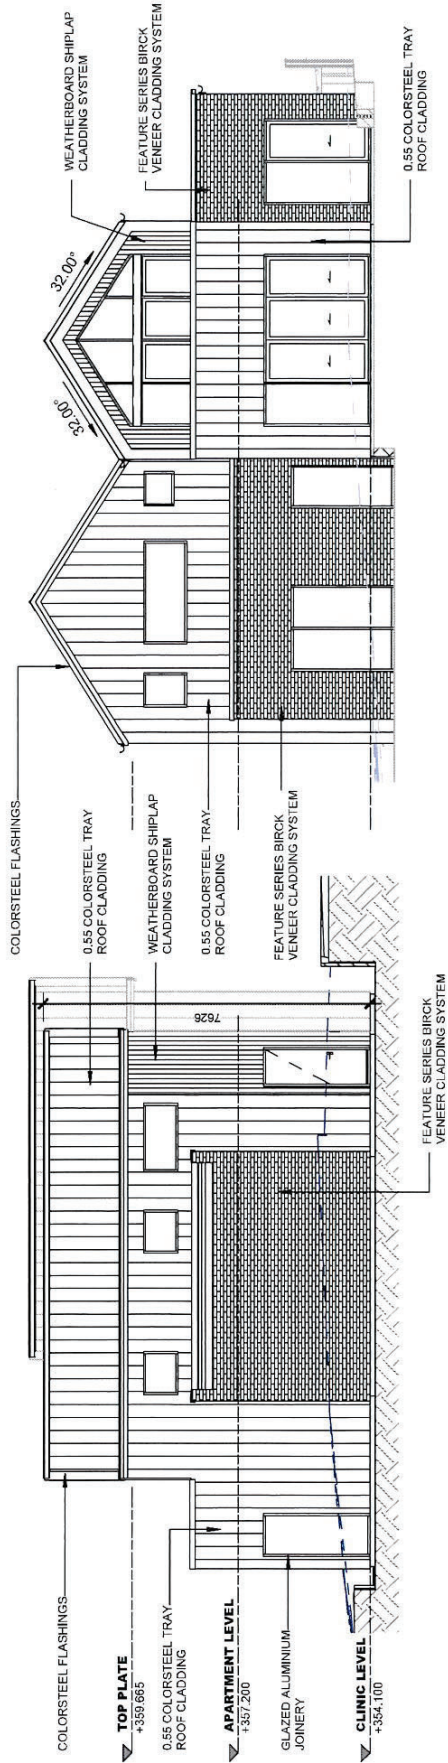 COLORSTEEL FLASHINGS
TOP PLATE
+359.665
0.55 COLORSTEEL TRAY
ROOF CLADDING
APARTMENT LEVEL
+357.200
GLAZED ALUMINIUM
JOINERY
CLINIC LEVEL
+354.100
7626
COLORSTEEL FLASHINGS
0.55 COLORSTEEL TRAY
ROOF CLADDING
WEATHERBOARD SHIPLAP
CLADDING SYSTEM
0.55 COLORSTEEL TRAY
ROOF CLADDING
FEATURE SERIES BIRCK
VENEER CLADDING SYSTEM
FEATURE SERIES BIRCK
VENEER CLADDING SYSTEM
32.00°
32.00°
WEATHERBOARD SHIPLAP
CLADDING SYSTEM
FEATURE SERIES BIRCK
VENEER CLADDING SYSTEM
0.55 COLORSTEEL TRAY
ROOF CLADDING